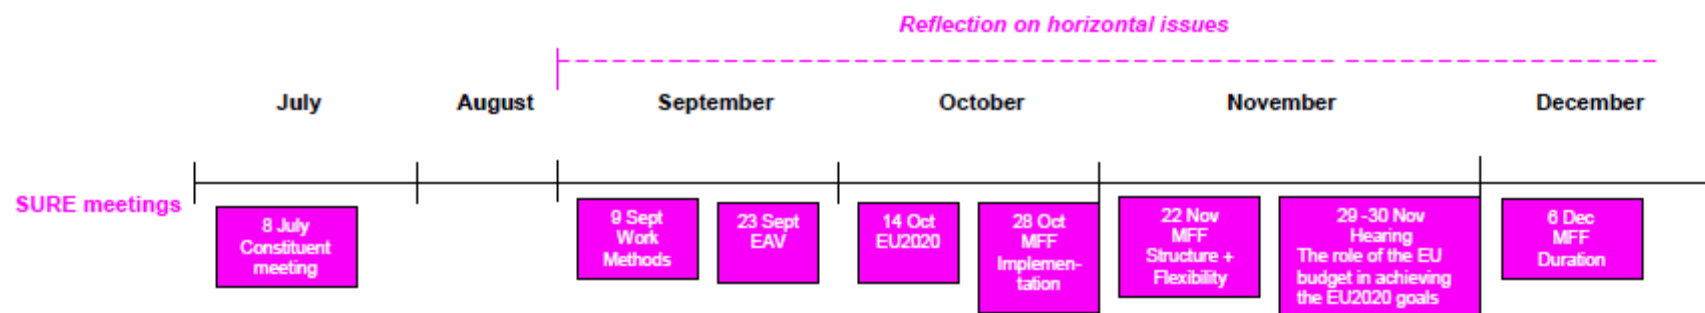 Reflection on horizontal issues
July August September October November December
SURE meetings
8 July
Constituent
meeting
9 Sept
Work
Methods
23 Sept
EAV
14 Oct
EU2020
28 Oct
MFF
Implemen-
tation
22 Nov
MFF
Structure +
Flexibility
29 -30 Nov
Hearing
The role of the EU
budget in achieving
the EU2020 goals
6 Dec
MFF
Duration